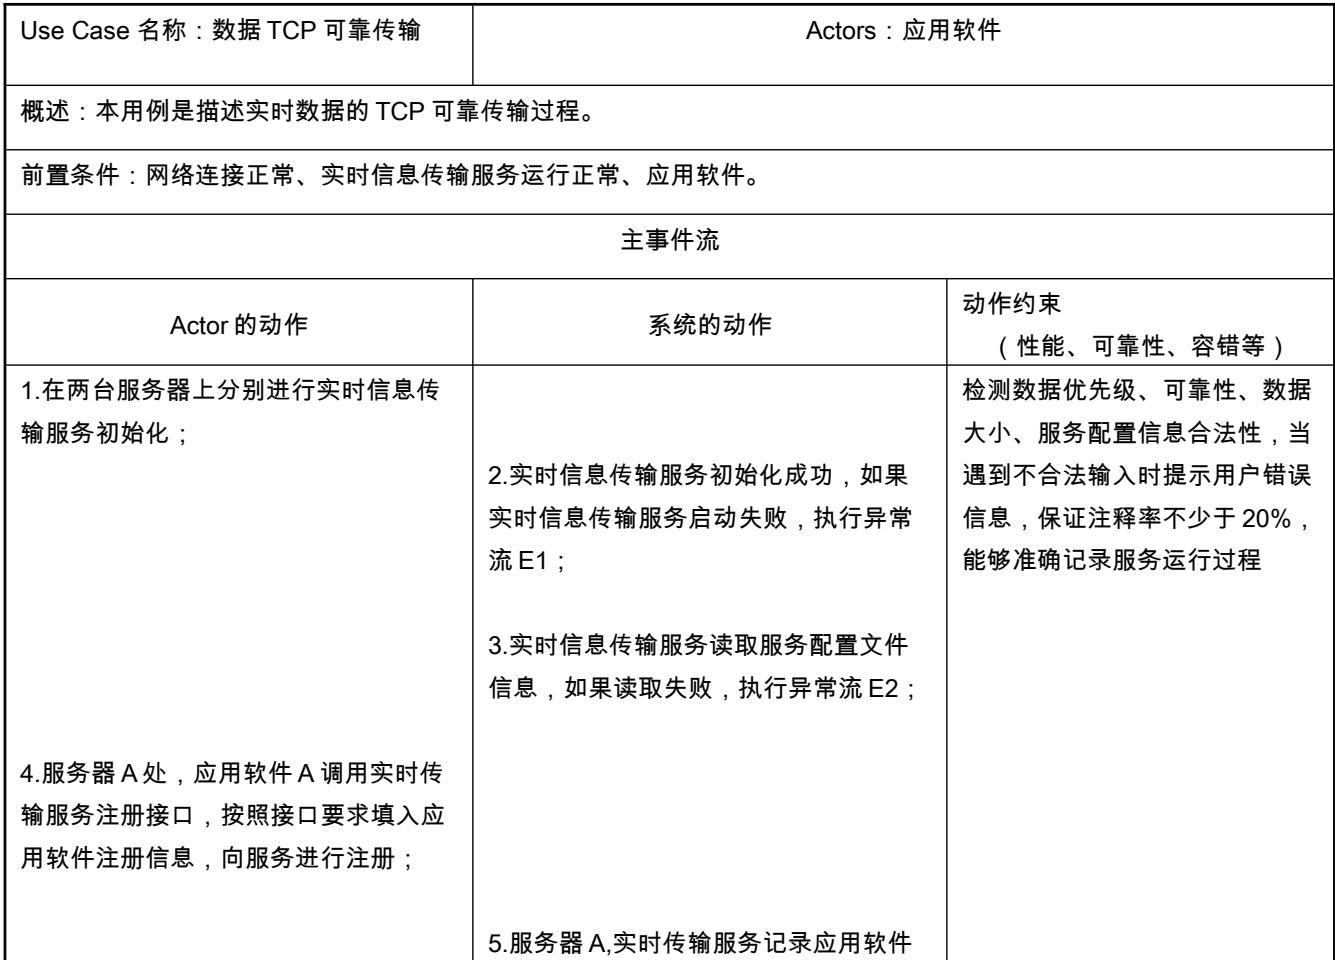 Use Case 名称：数据 TCP 可靠传输
Actors：应用软件
概述：本用例是描述实时数据的 TCP 可靠传输过程。
前置条件：网络连接正常、实时信息传输服务运行正常、应用软件。
主事件流
Actor 的动作
系统的动作
动作约束
（性能、可靠性、容错等）
1.在两台服务器上分别进行实时信息传
输服务初始化；
2.实时信息传输服务初始化成功，如果
实时信息传输服务启动失败，执行异常
流 E1；
3.实时信息传输服务读取服务配置文件
信息，如果读取失败，执行异常流 E2；
4.服务器 A 处，应用软件 A 调用实时传
输服务注册接口，按照接口要求填入应
用软件注册信息，向服务进行注册；
5.服务器 A,实时传输服务记录应用软件
检测数据优先级、可靠性、数据
大小、服务配置信息合法性，当
遇到不合法输入时提示用户错误
信息，保证注释率不少于 20%，
能够准确记录服务运行过程